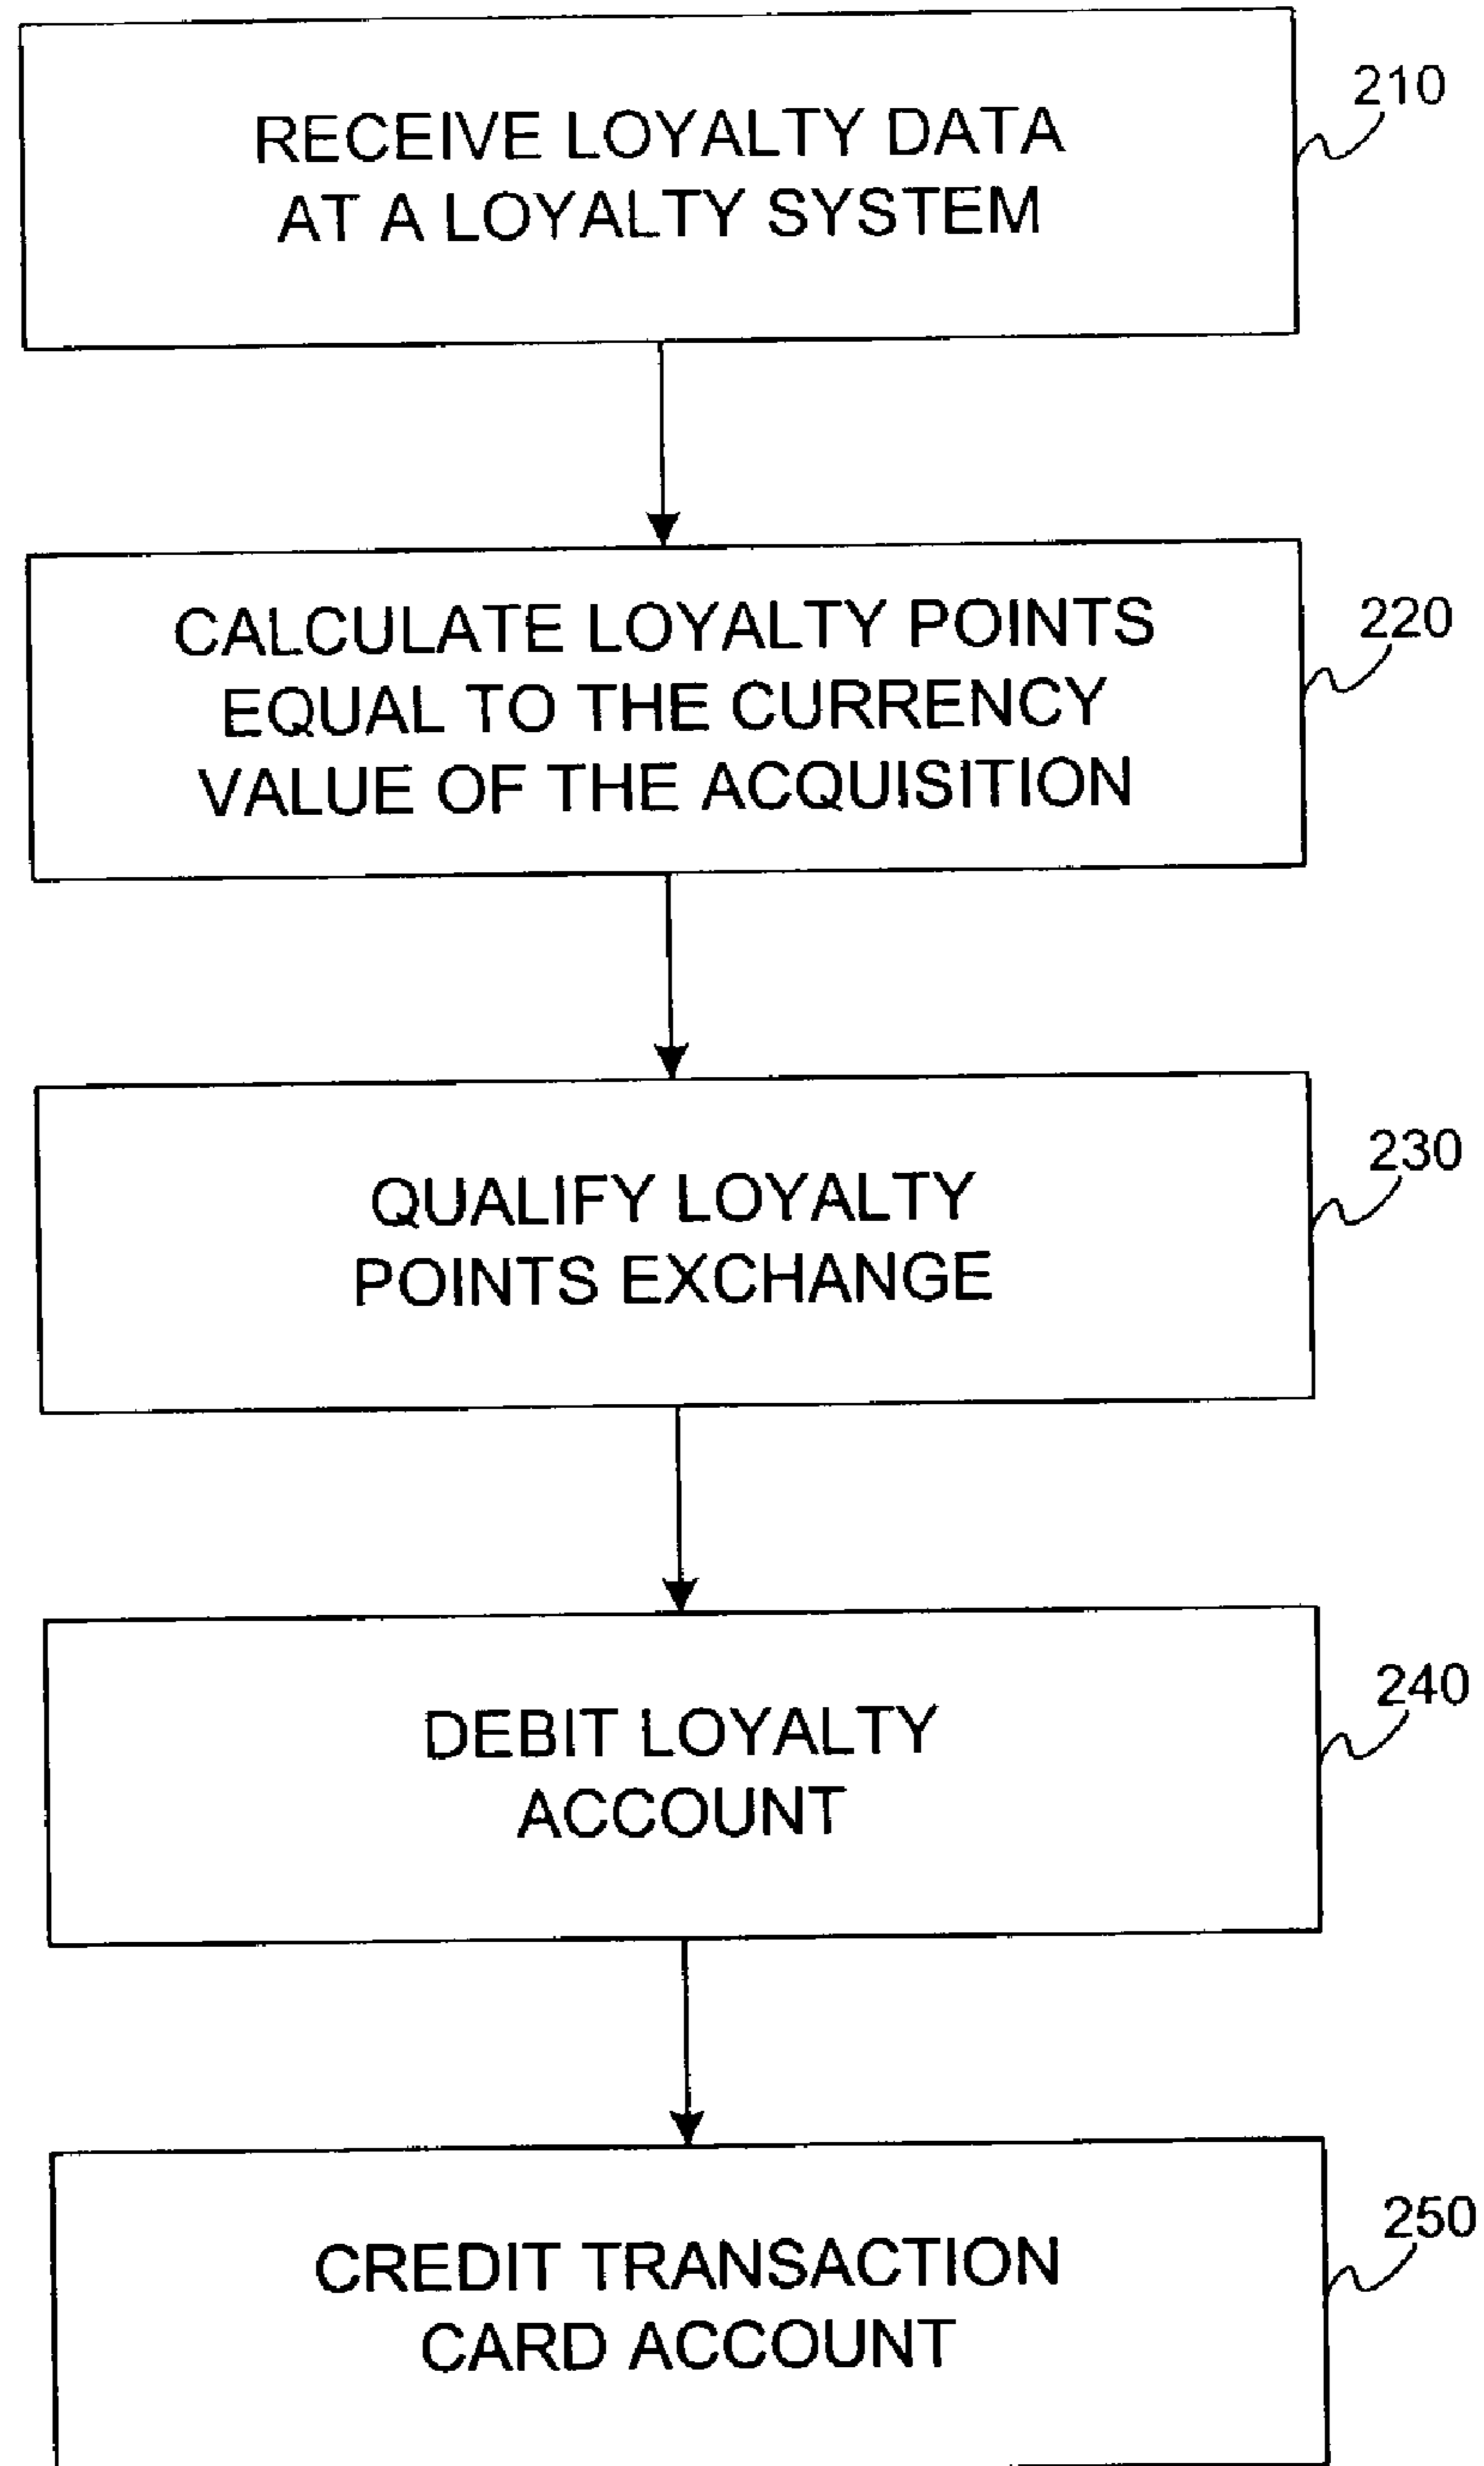 RECEIVE LOYALTY DATA
AT A LOYALTY SYSTEM
210
CALCULATE LOYALTY POINTS
EQUAL TO THE CURRENCY
VALUE OF THE ACQUISITION
220
QUALIFY LOYALTY
POINTS EXCHANGE
230
DEBIT LOYALTY
ACCOUNT
240
CREDIT TRANSACTION
CARD ACCOUNT
250